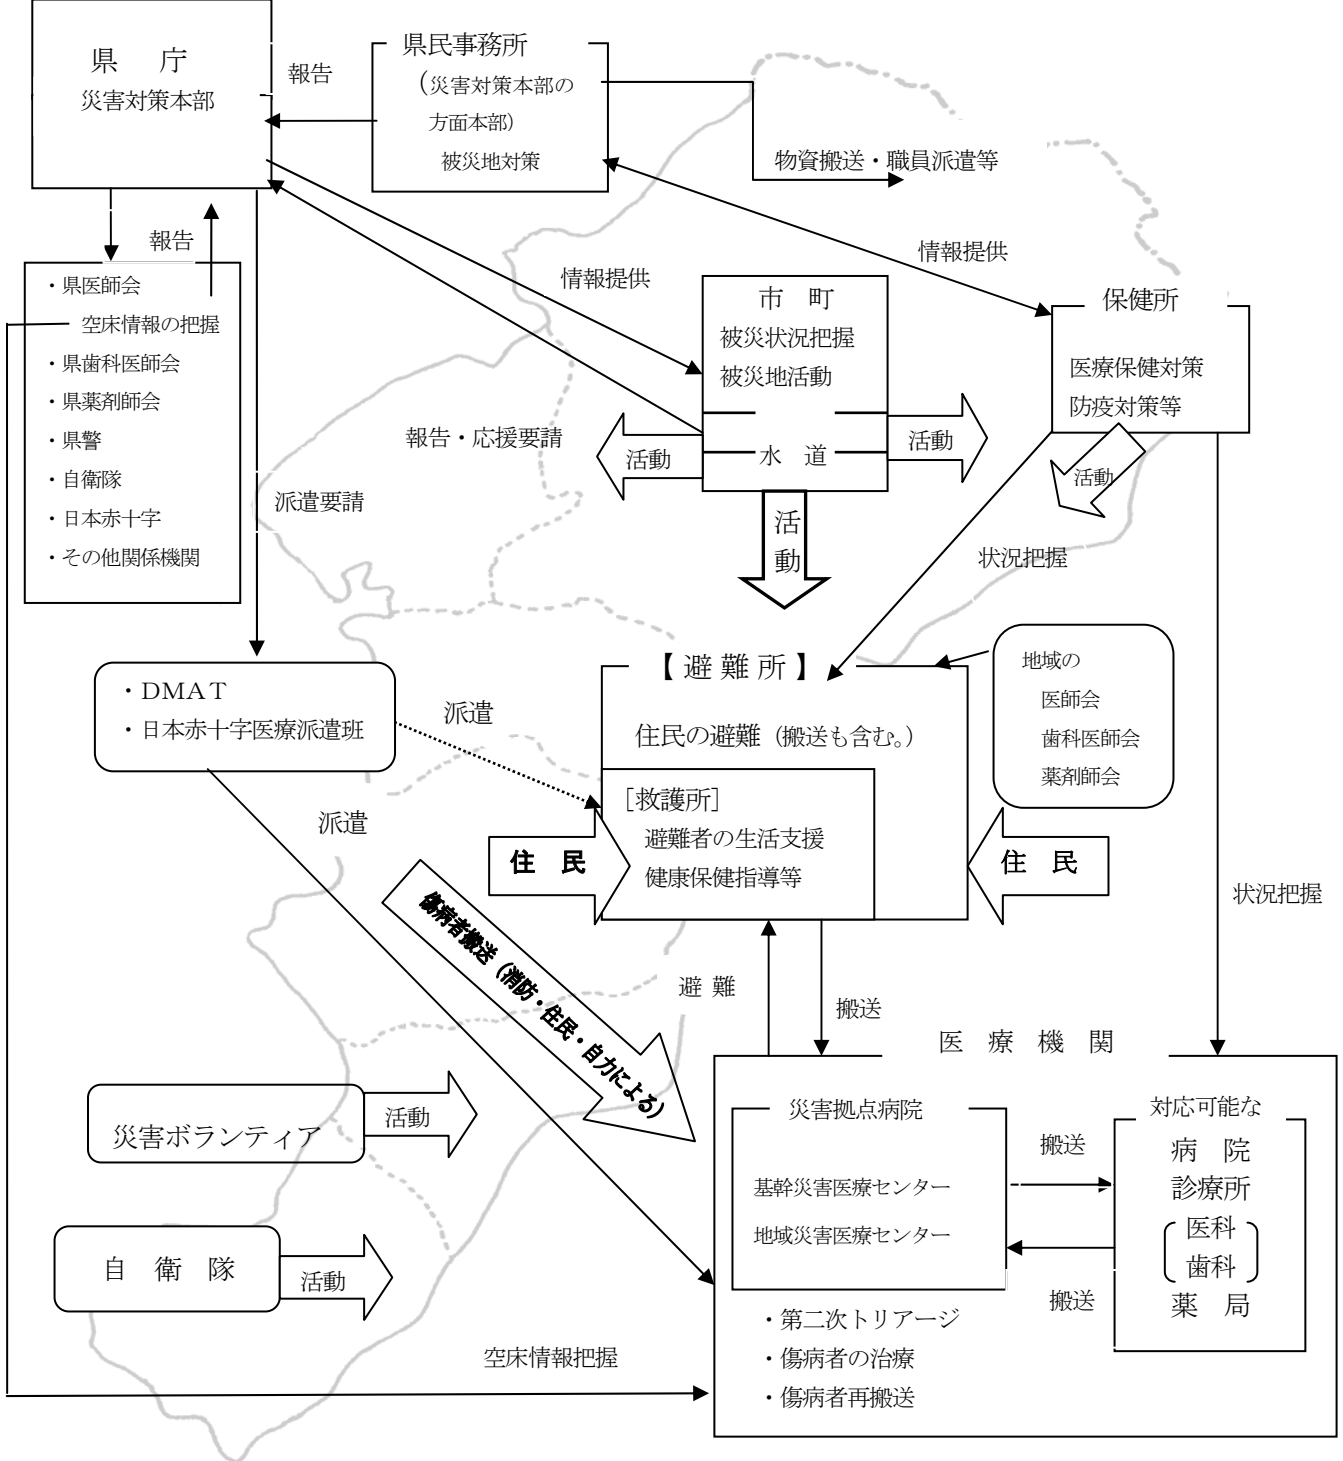 県　庁
災害対策本部
報告
県民事務所
（災害対策本部の
方面本部）
被災地対策
物資搬送・職員派遣等
報告
・県医師会
空床情報の把握
・県歯科医師会
・県薬剤師会
・県警
・自衛隊
・日本赤十字
・その他関係機関
情報提供
情報提供
市　町
被災状況把握
被災地活動
水　道
保健所
医療保健対策
防疫対策等
報告・応援要請
活動
活動
活動
活動
派遣要請
状況把握
・ＤＭＡＴ
・日本赤十字医療派遣班
派遣
派遣
【 避 難 所 】
住民の避難（搬送も含む。）
［救護所］
避難者の生活支援
健康保健指導等
地域の
医師会
歯科医師会
薬剤師会
住　民
住　民
状況把握
傷病者搬送（消防・住民・自力による）
避 難
搬送
医　療　機　関
災害拠点病院
基幹災害医療センター
地域災害医療センター
搬送
搬送
対応可能な
病　院
診療所
医科
歯科
薬　局
・第二次トリアージ
・傷病者の治療
・傷病者再搬送
災害ボランティア
活動
自　衛　隊
活動
空床情報把握